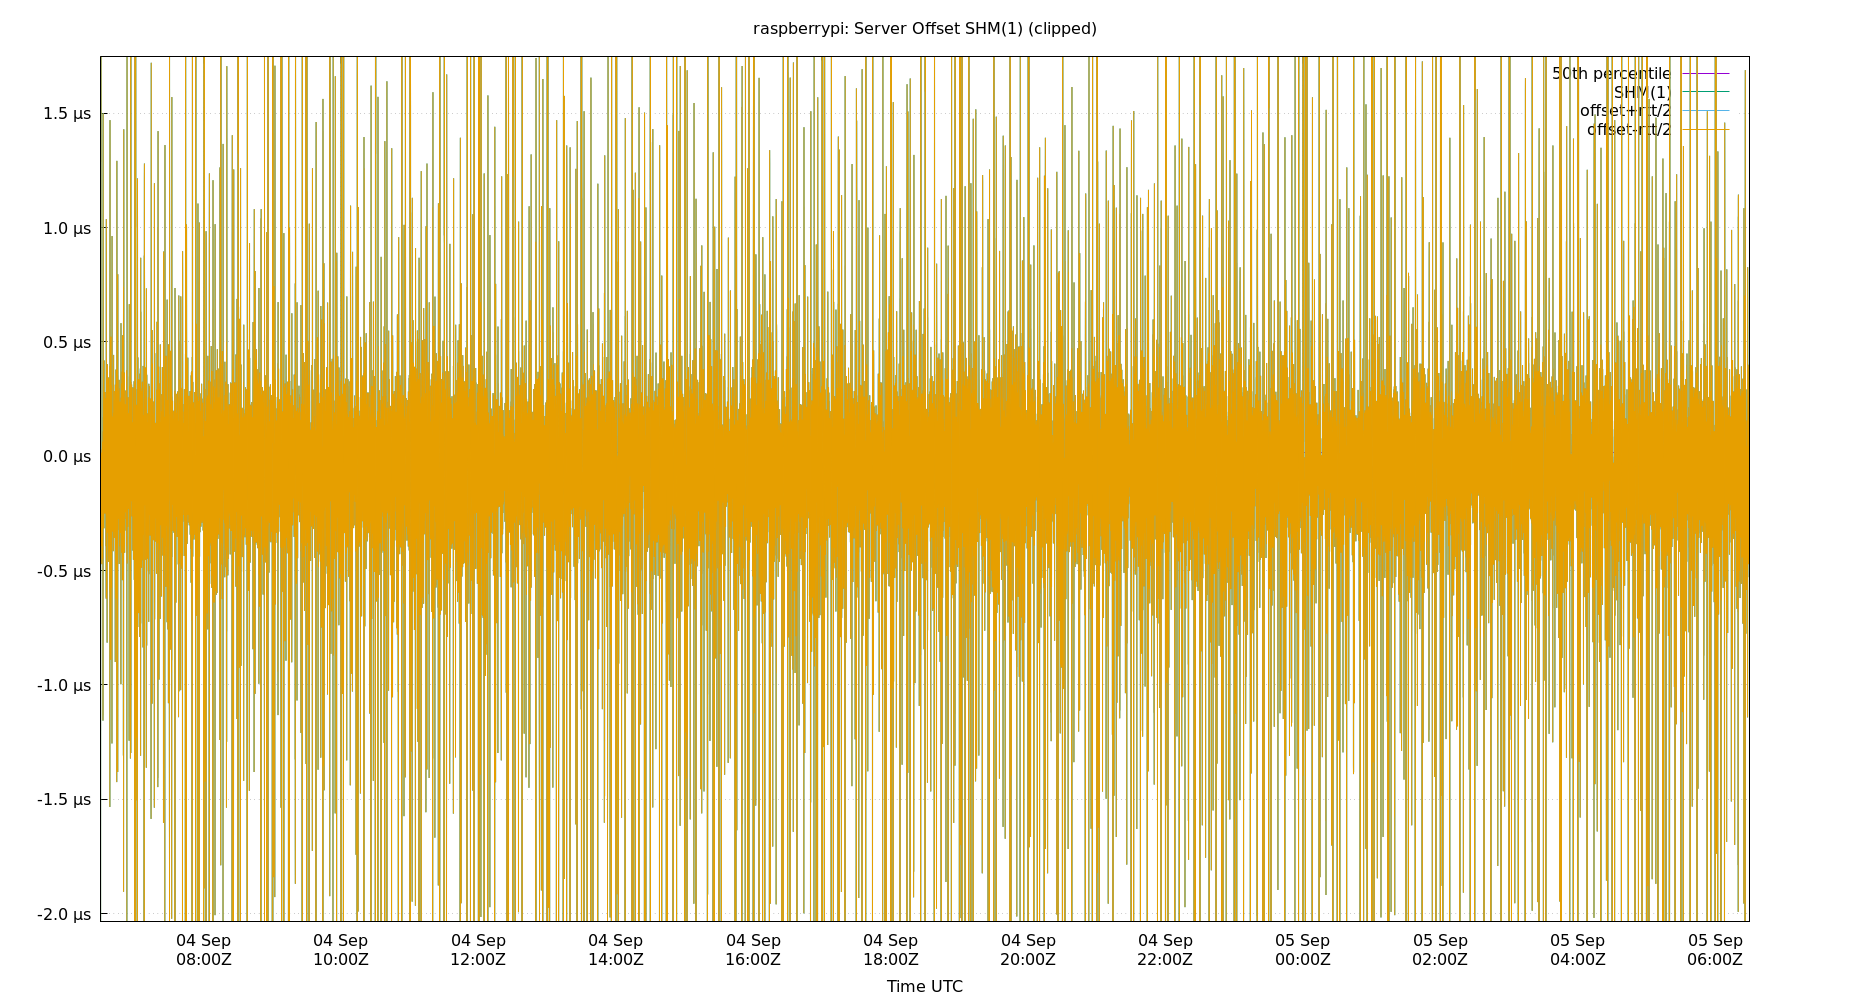 raspberrypi: Server Offset SHM(1) (clipped)
50th percentile
SHM(1)
offset+rtt/2
offset-rtt/2
1.5 µs
1.0 µs
0.5 µs
0.0 µs
-0.5 µs
-1.0 µs
-1.5 µs
-2.0 µs
04 Sep 04 Sep 04 Sep 04 Sep 04 Sep 04 Sep 04 Sep 04 Sep 05 Sep 05 Sep 05 Sep 05 Sep
08:00Z 10:00Z 12:00Z 14:00Z 16:00Z 18:00Z 20:00Z 22:00Z 00:00Z 02:00Z 04:00Z 06:00Z
Time UTC